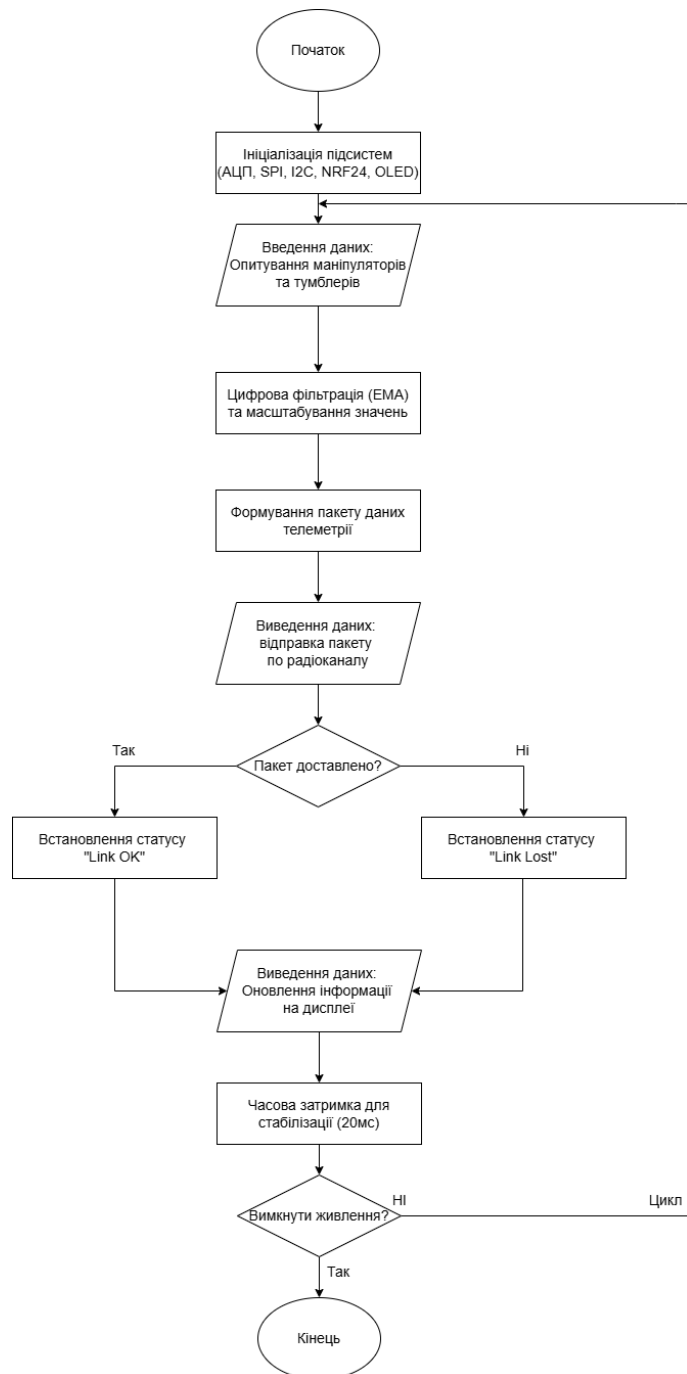 Початок
Ініціалізація підсистем
(АЦП, SPI, I2C, NRF24, OLED)
Введення даних:
Опитування маніпуляторів
та тумблерів
Цифрова фільтрація (EMA)
та масштабування значень
Формування пакету даних
телеметрії
Виведення даних:
відправка пакету
по радіоканалу
Так
Пакет доставлено?
Ні
Встановлення статусу
"Link OK"
Встановлення статусу
"Link Lost"
Виведення даних:
Оновлення інформації
на дисплеї
Часова затримка для
стабілізації (20мс)
Вимкнути живлення?
НІ
Цикл
Так
Кінець